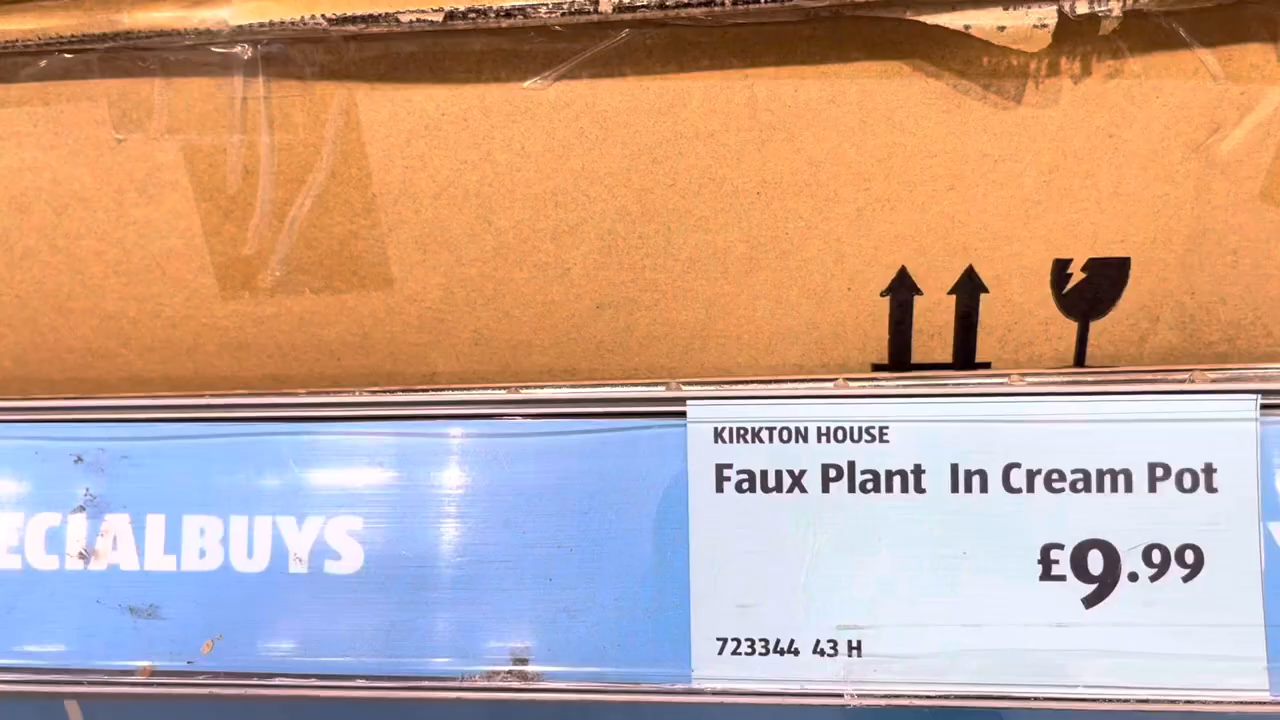 KIRKTON HOUSE
Faux Plant In Cream Pot
£9.99
ECIALBUYS
723344 43 H